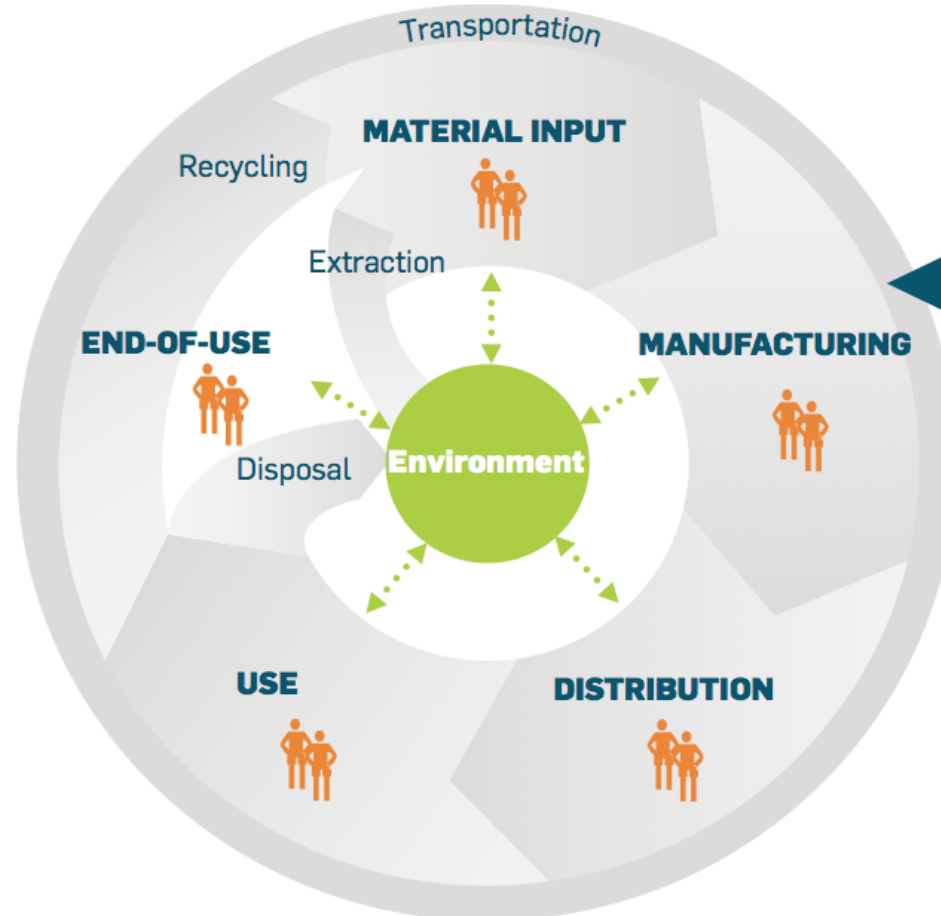 Transportation
MATERIAL INPUT
Recycling
Extraction
END-OF-USE
MANUFACTURING
Disposal
Environment
USE
DISTRIBUTION